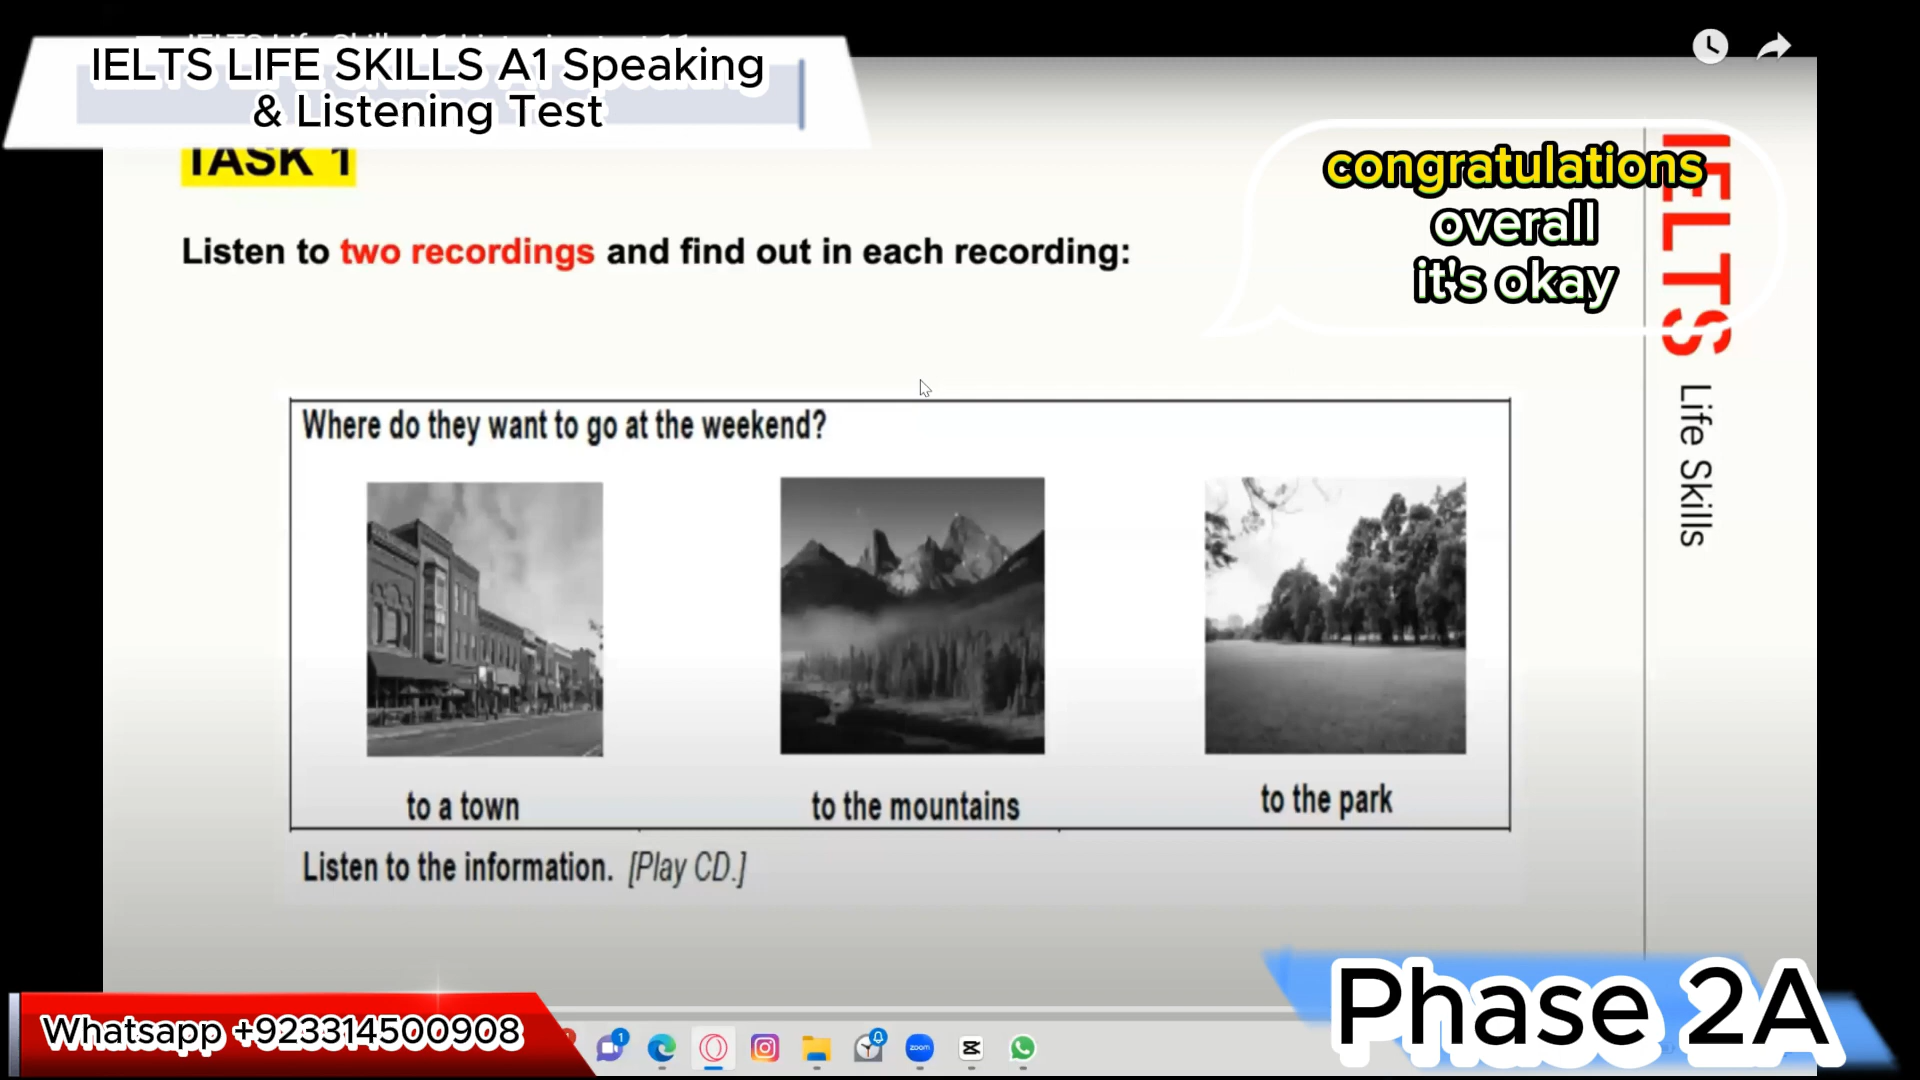 IELTS LIFE SKILLS A1 Speaking
& Listening Test
TASK 1
Listen to two recordings and find out in each recording:
congratulations
overall
it's okay
IELTS
Life Skills
Where do they want to go at the weekend?
to a town
to the mountains
to the park
Listen to the information. [Play CD.]
Whatsapp +923314500908
1
zoom
Phase 2A